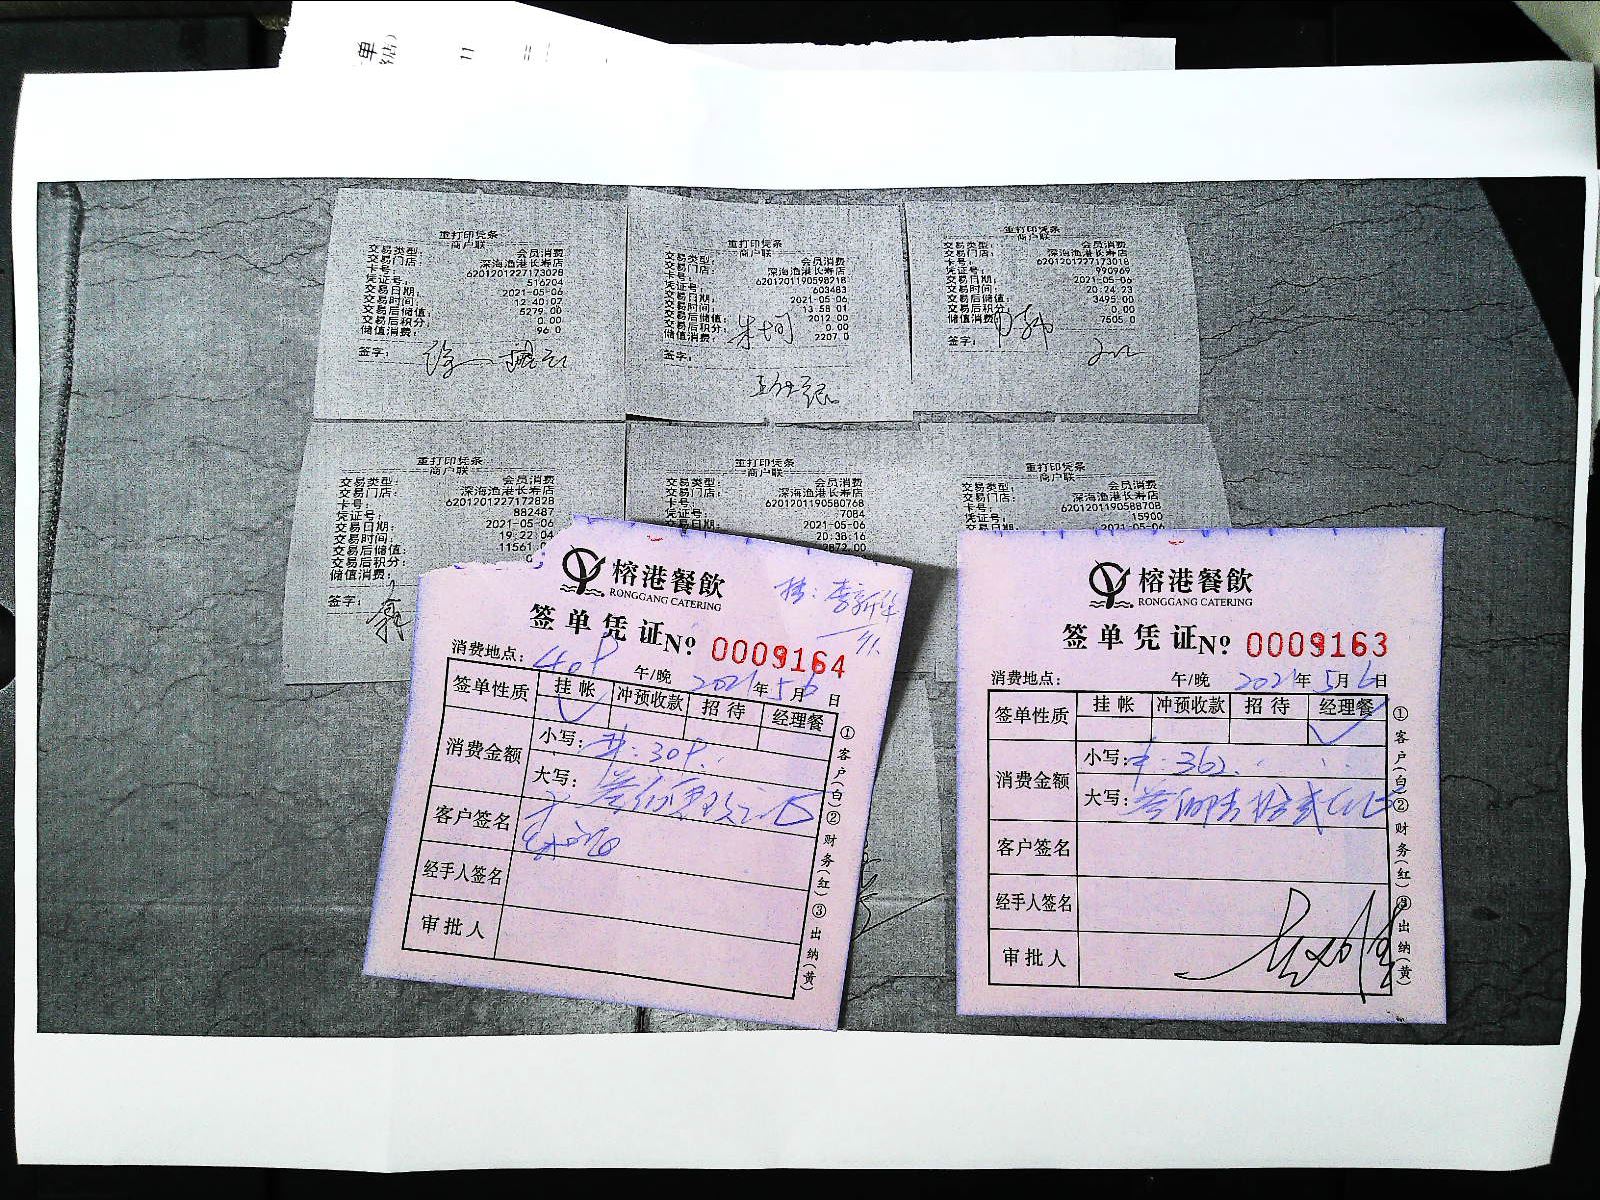 重打印凭条
商户联
交易类型： 会员消费
交易门店： 深海渔港长寿店
卡号： 6201201227173028
凭证号： 516204
交易日期： 2021-05-06
交易时间： 12:40:07
交易后储值： 5279.00
交易后积分： 0.00
储值消费： 96.0
签字：
重打印凭条
商户联
交易类型： 会员消费
交易门店： 深海渔港长寿店
卡号： 6201201190598218
凭证号： 603483
交易日期： 2021-05-06
交易时间： 13:58:01
交易后储值： 2012.00
交易后积分： 0.00
储值消费： 2207.0
签字：
重打印凭条
商户联
交易类型： 会员消费
交易门店： 深海渔港长寿店
卡号： 6201201227173018
凭证号： 990969
交易日期： 2021-05-06
交易时间： 20:24:23
交易后储值： 3495.00
交易后积分： 0.00
储值消费： 7505.0
签字：
重打印凭条
商户联
交易类型： 会员消费
交易门店： 深海渔港长寿店
卡号： 6201201227172828
凭证号： 882487
交易日期： 2021-05-06
交易时间： 19:22:04
交易后储值： 11561
交易后积分：
储值消费：
签字：
重打印凭条
商户联
交易类型： 会员消费
交易门店： 深海渔港长寿店
卡号： 6201201190580768
凭证号： 7084
2021-05-06
20:38:16
重打印凭条
商户联
交易类型： 会员消费
交易门店： 深海渔港长寿店
卡号： 6201201190588708
凭证号： 15900
2021-05-06
榕港餐飲
RONGGANG CATERING
签单凭证 № 0009164
消费地点： 午/晚 2021年5月6日
签单性质 挂帐 冲预收款 招待 经理餐
消费金额 小写：
大写：
客户签名
经手人签名
审批人
①客户(白)②财务(红)③出纳(黄)
榕港餐飲
RONGGANG CATERING
签单凭证 № 0009163
消费地点： 午/晚 2021年5月6日
签单性质 挂帐 冲预收款 招待 经理餐
消费金额 小写： 362
大写：
客户签名
经手人签名
审批人
①客户(白)②财务(红)③出纳(黄)